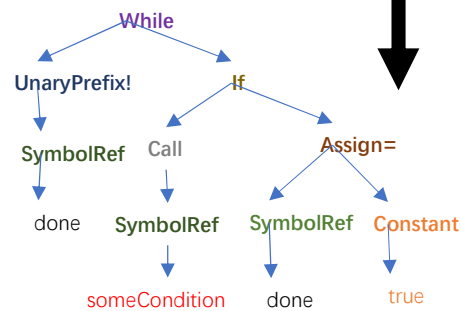 While
UnaryPrefix! If
SymbolRef Call Assign=
done SymbolRef SymbolRef Constant
someCondition done true